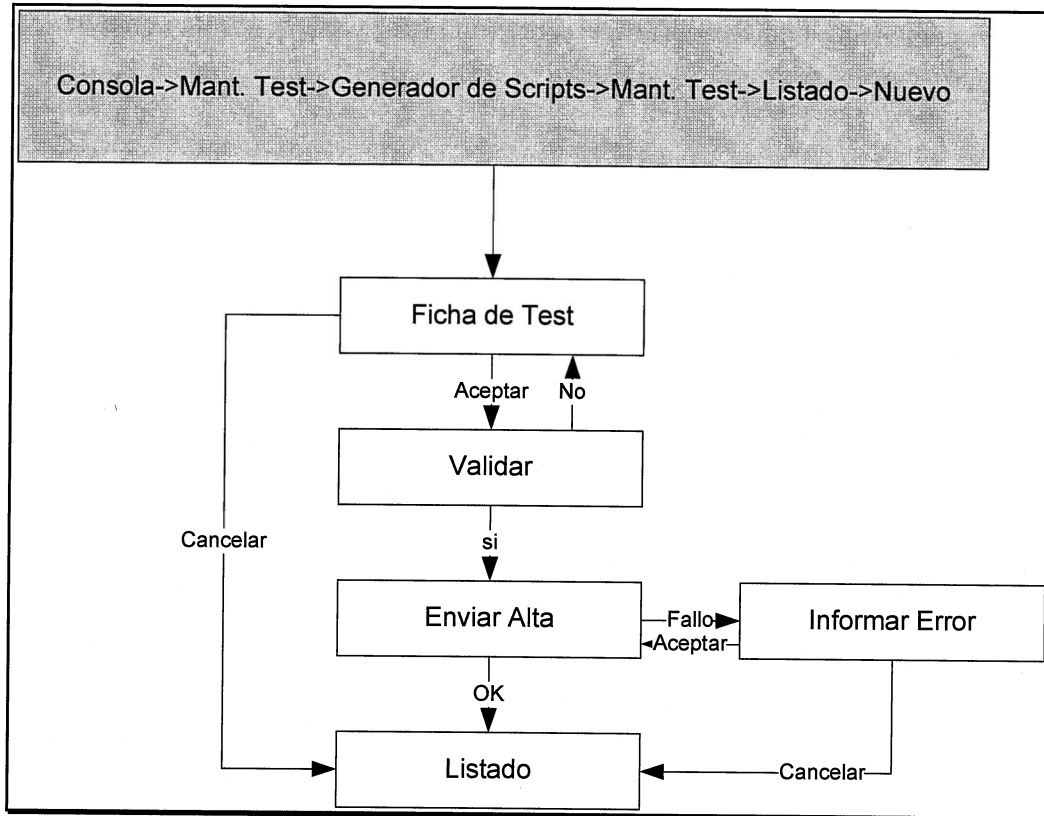 Consola->Mant. Test->Generador de Scripts->Mant. Test->Listado->Nuevo
Ficha de Test
Aceptar
No
Validar
Cancelar
si
Enviar Alta
Fallo
Aceptar
Informar Error
OK
Listado
Cancelar